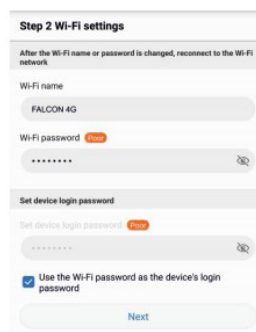 Step 2 Wi-Fi settings
After the Wi-Fi name or password is changed, reconnect to the Wi-Fi
network
Wi-Fi name
FALCON 4G
Wi-Fi password Poor
••••••••
Set device login password
Set device login password Poor
••••••••
Use the Wi-Fi password as the device's login
password
Next